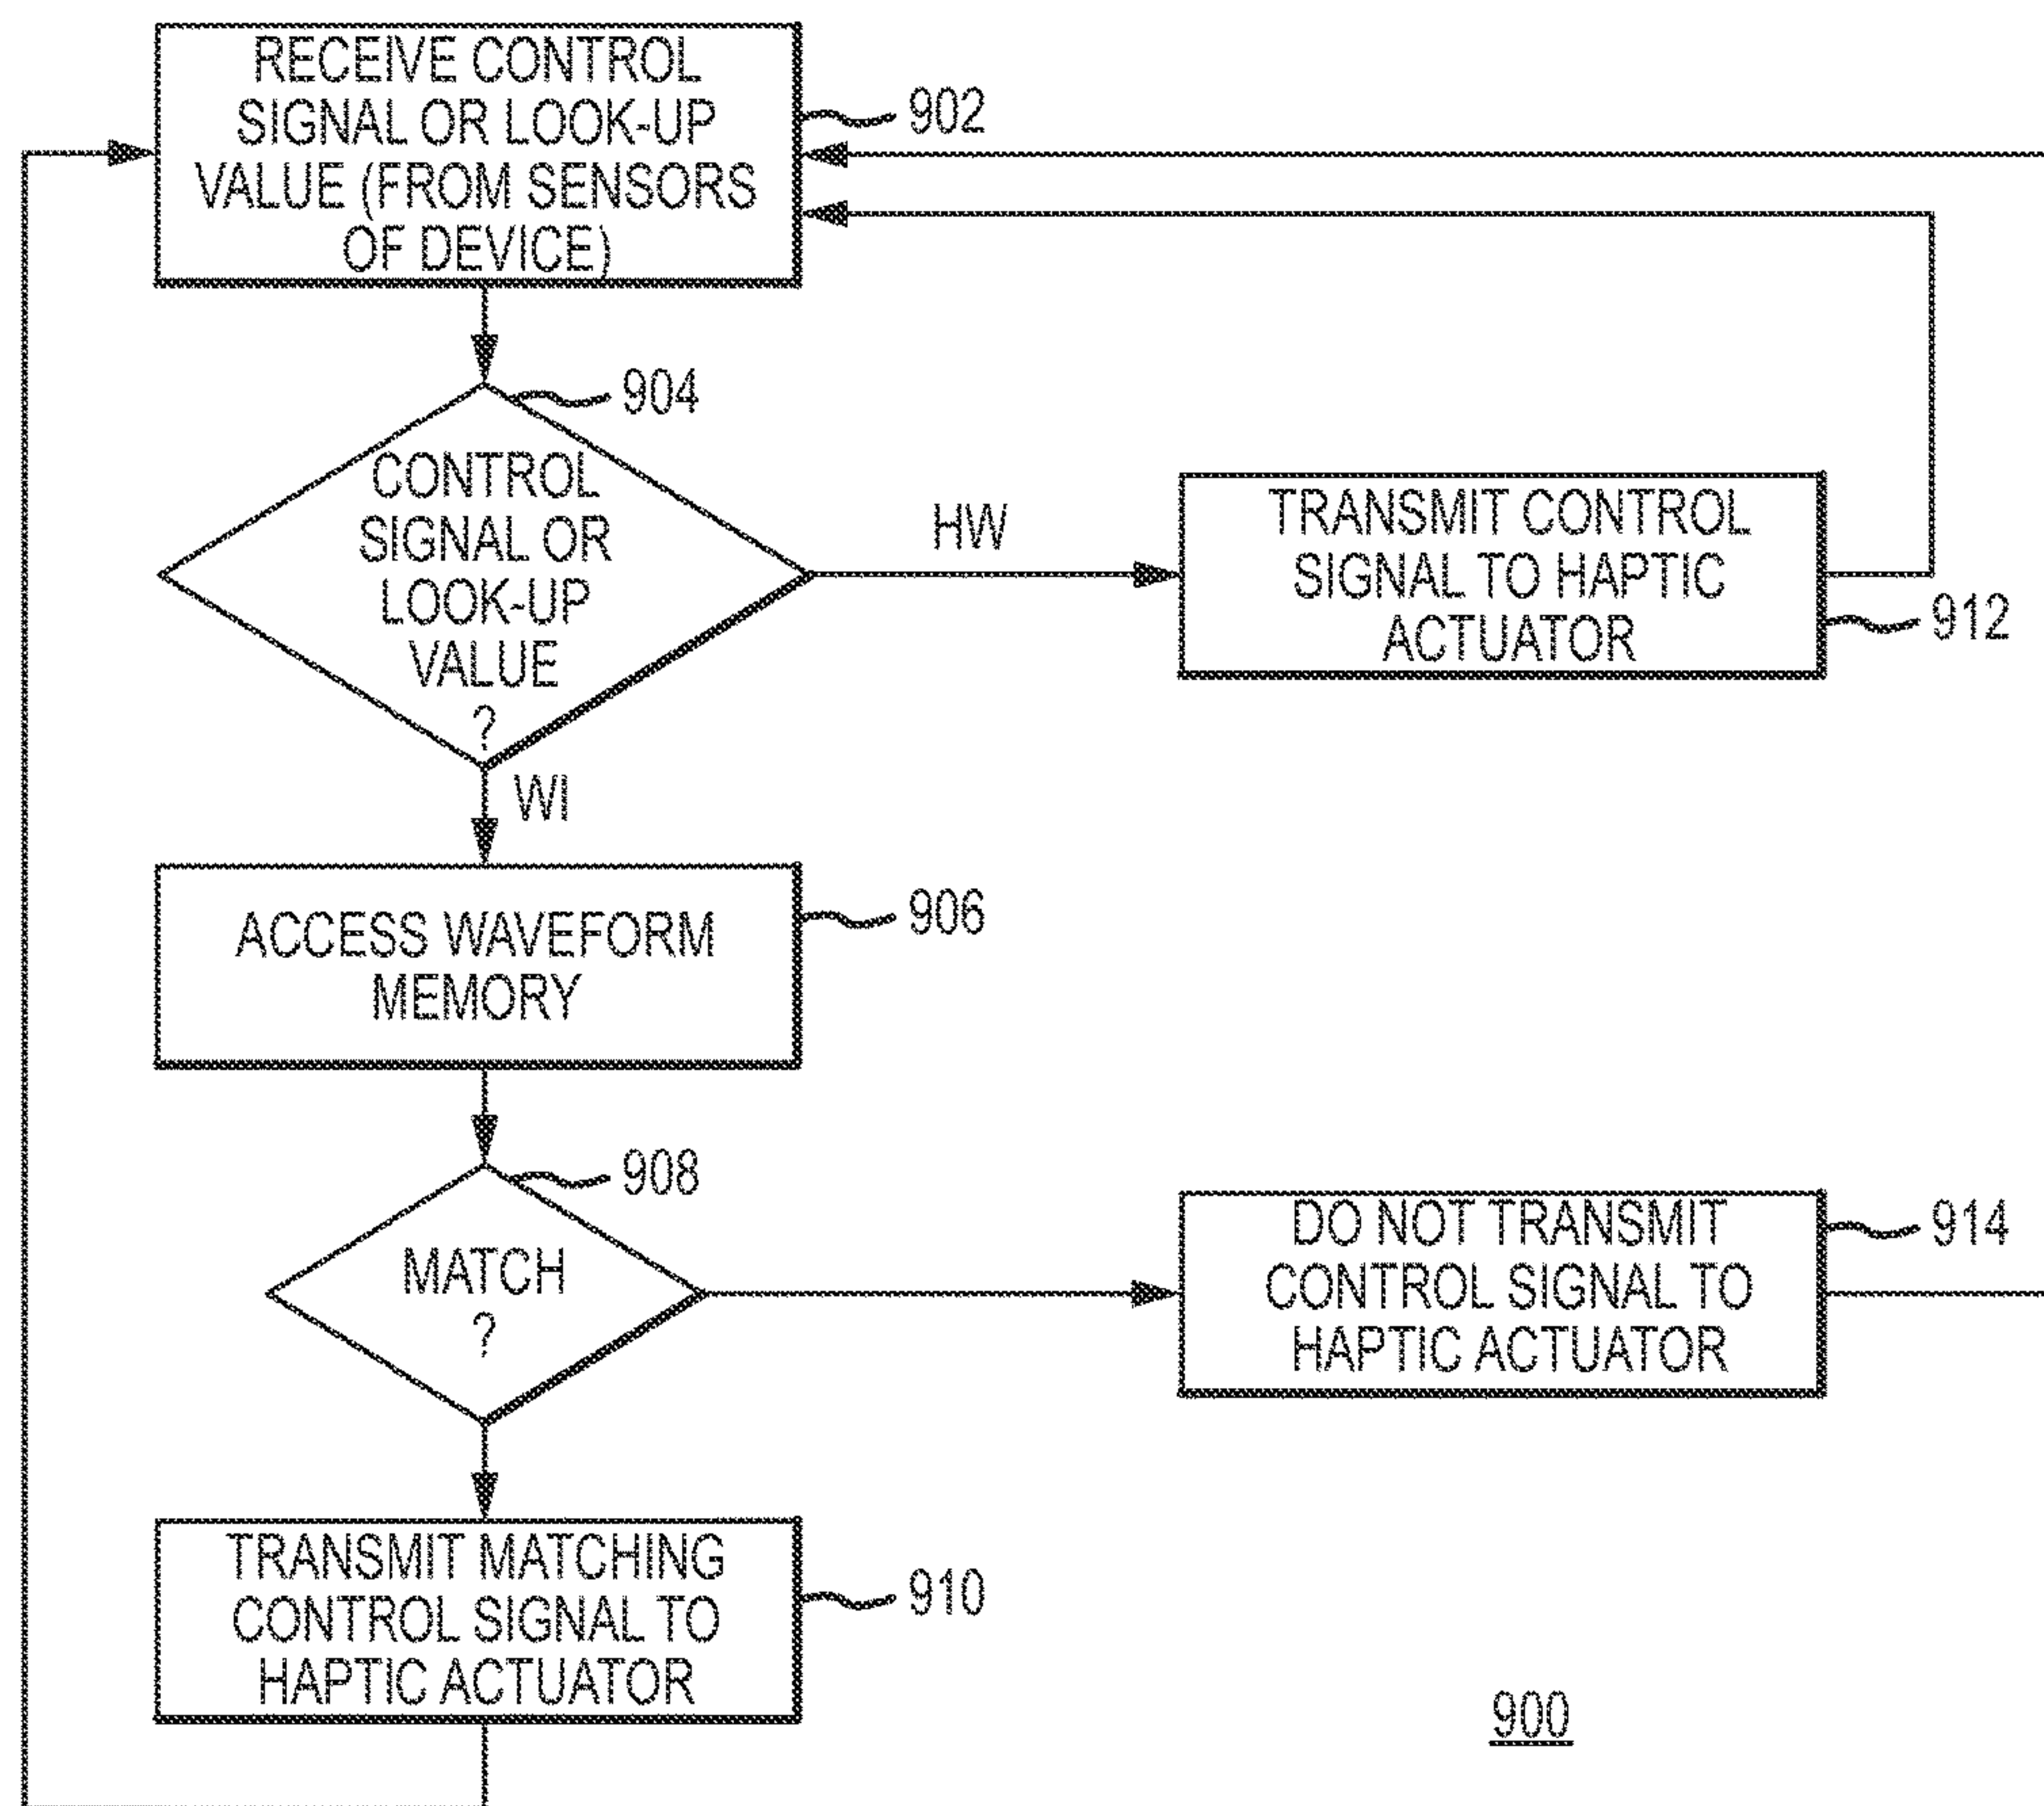 RECEIVE CONTROL
SIGNAL OR LOOK-UP
VALUE (FROM SENSORS
OF DEVICE)
902
904
CONTROL
SIGNAL OR
LOOK-UP
VALUE
?
HW
TRANSMIT CONTROL
SIGNAL TO HAPTIC
ACTUATOR
912
WI
ACCESS WAVEFORM
MEMORY
906
908
MATCH
?
DO NOT TRANSMIT
CONTROL SIGNAL TO
HAPTIC ACTUATOR
914
TRANSMIT MATCHING
CONTROL SIGNAL TO
HAPTIC ACTUATOR
910
900